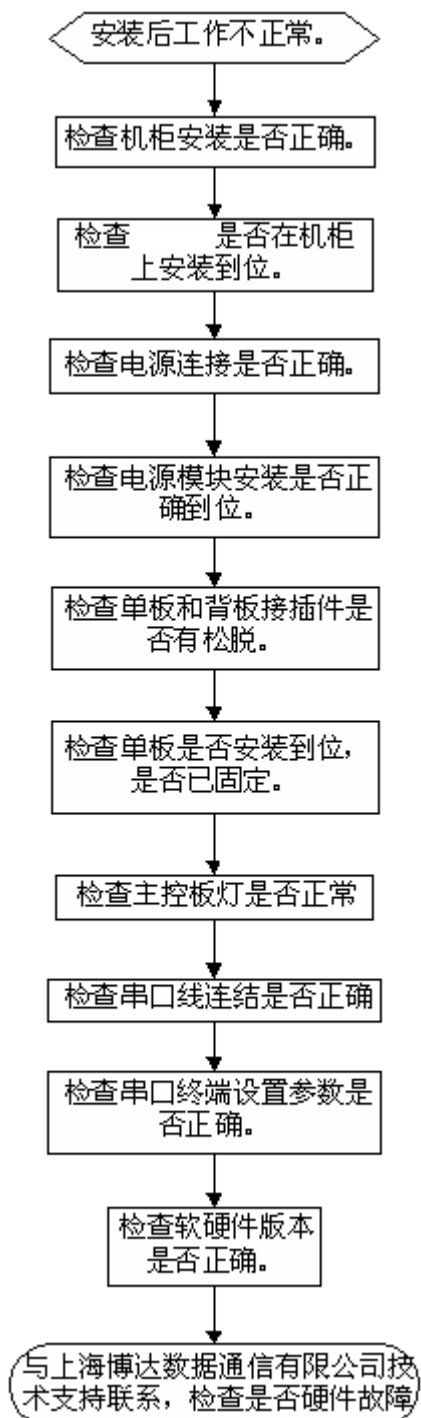 安装后工作不正常。
检查机柜安装是否正确。
检查 是否在机柜
上安装到位。
检查电源连接是否正确。
检查电源模块安装是否正
确到位。
检查单板和背板接插件是
否有松脱。
检查单板是否安装到位，
是否已固定。
检查主控板灯是否正常
检查串口线连结是否正确
检查串口终端设置参数是
否正确。
检查软硬件版本
是否正确。
与上海博达数据通信有限公司技
术支持联系，检查是否硬件故障